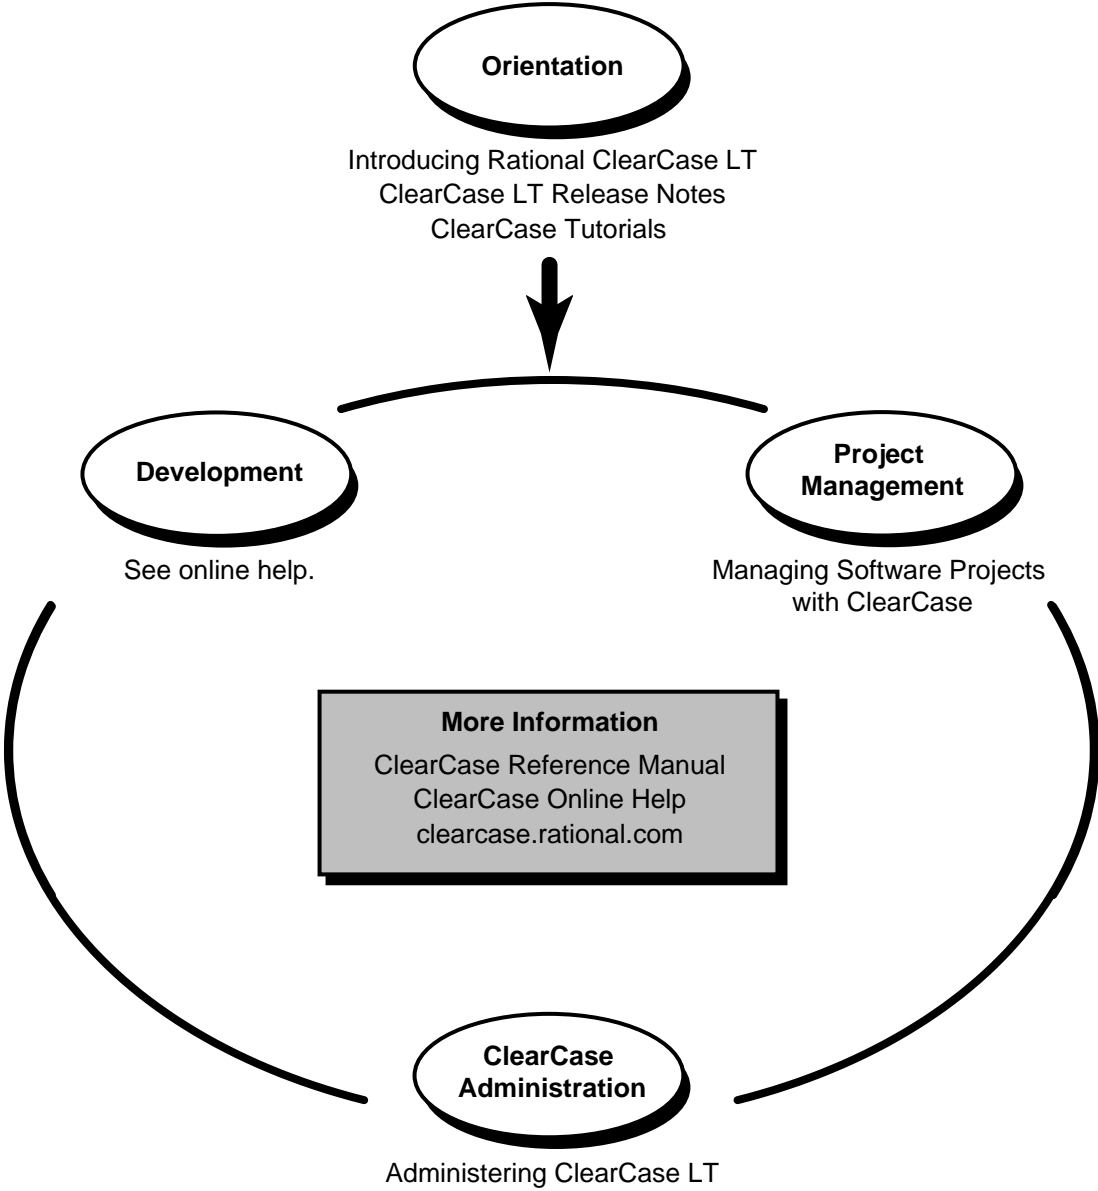 Orientation
Introducing Rational ClearCase LT
ClearCase LT Release Notes
ClearCase Tutorials
Development
See online help.
Project
Management
Managing Software Projects
with ClearCase
More Information
ClearCase Reference Manual
ClearCase Online Help
clearcase.rational.com
ClearCase
Administration
Administering ClearCase LT